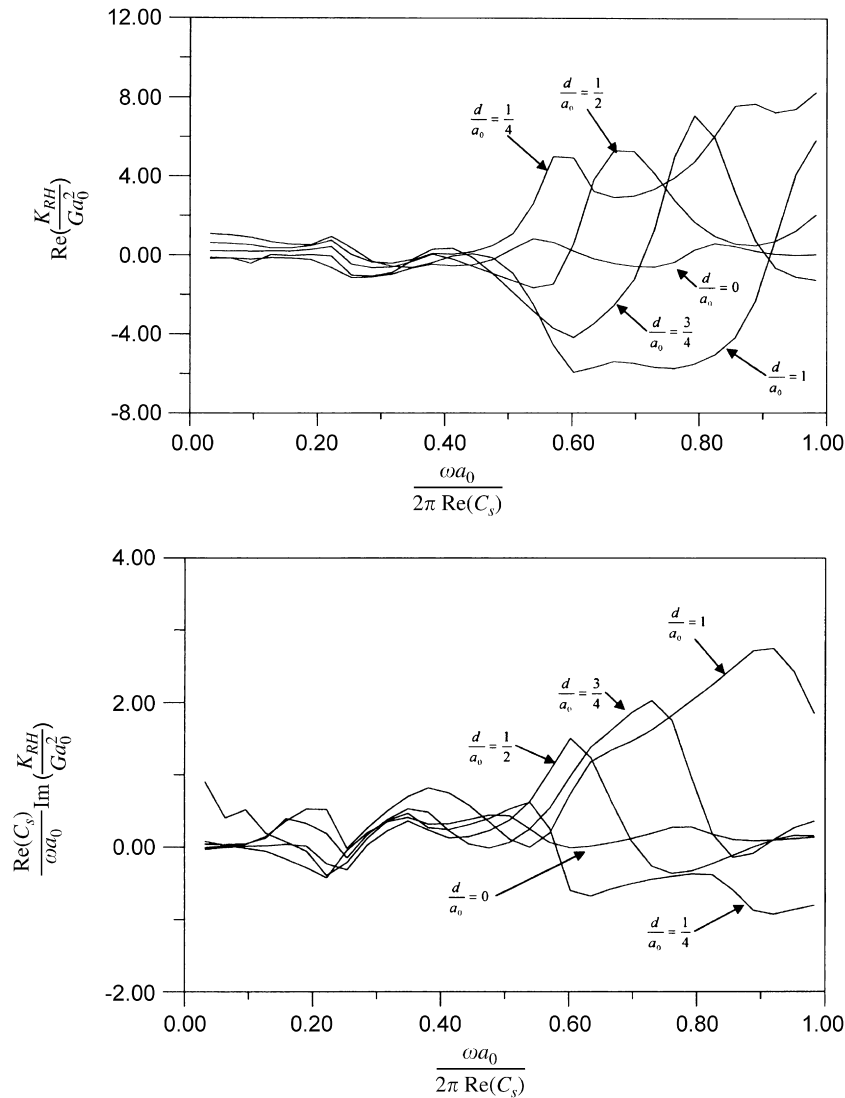 12.00
8.00
4.00
0.00
-4.00
-8.00
Re(K_RH/Ga_0^2)
d/a_0 = 1/4
d/a_0 = 1/2
d/a_0 = 0
d/a_0 = 3/4
d/a_0 = 1
0.00 0.20 0.40 0.60 0.80 1.00
ωa_0/2π Re(C_s)
4.00
2.00
0.00
-2.00
Re(C_s)/ωa_0 Im(K_RH/Ga_0^2)
d/a_0 = 1
d/a_0 = 3/4
d/a_0 = 1/2
d/a_0 = 0
d/a_0 = 1/4
0.00 0.20 0.40 0.60 0.80 1.00
ωa_0/2π Re(C_s)